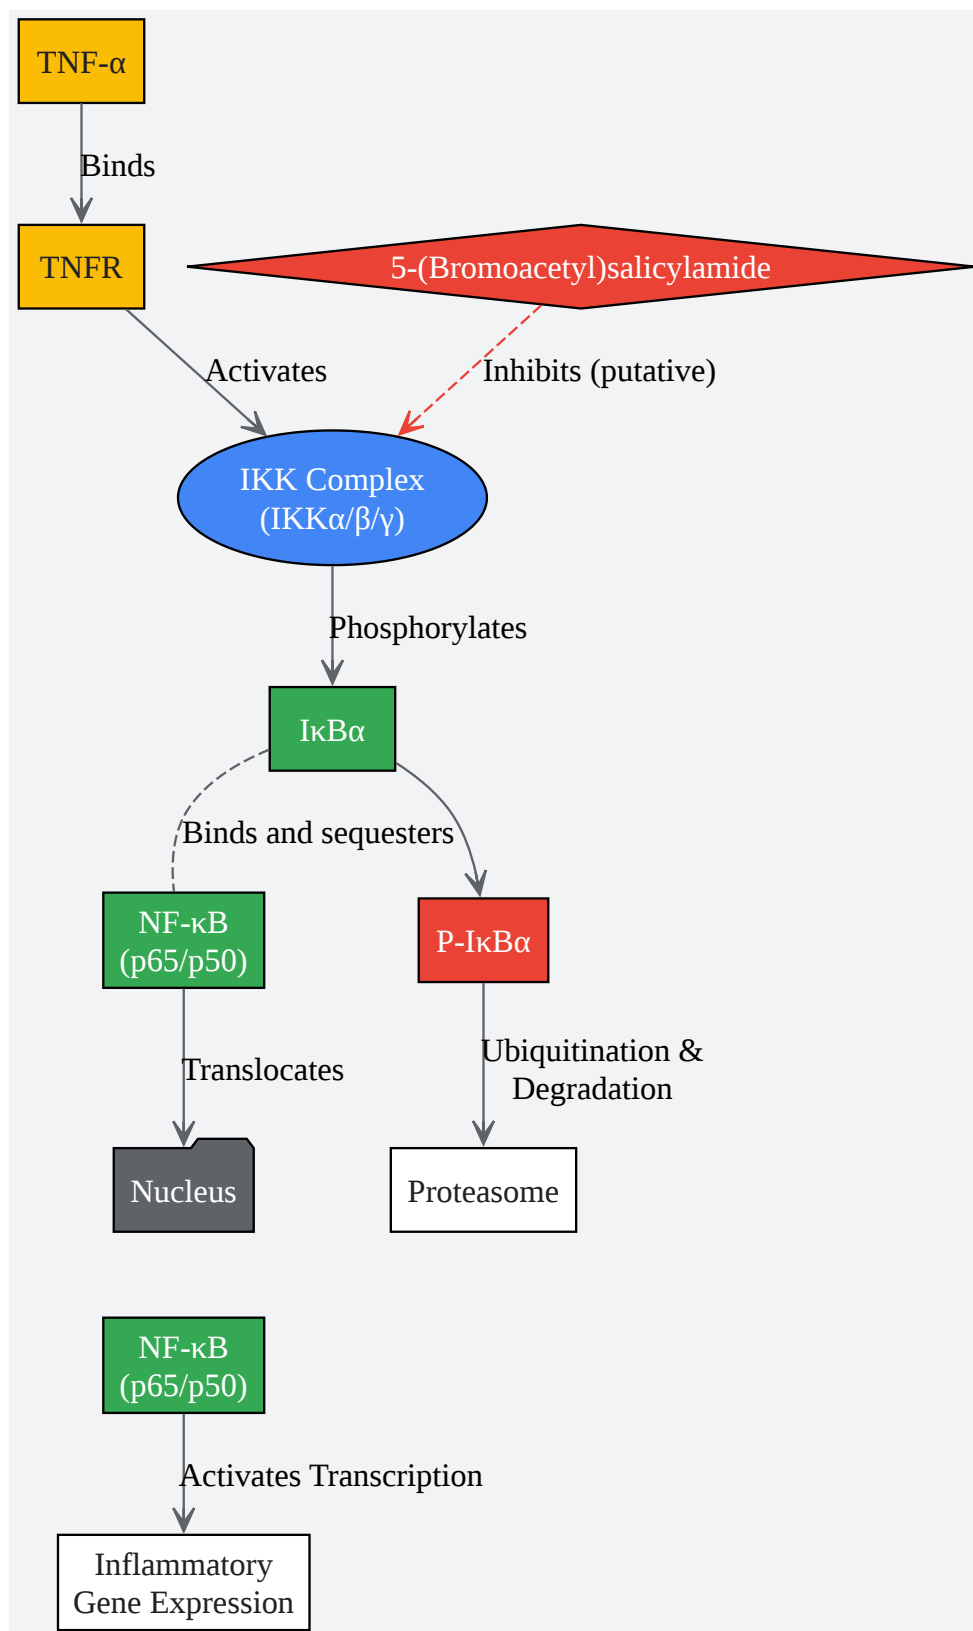 TNF-α
Binds
TNFR
5-(Bromoacetyl)salicylamide
Activates
Inhibits (putative)
IKK Complex
(IKKα/β/γ)
Phosphorylates
IκBα
Binds and sequesters
NF-κB
(p65/p50)
P-IκBα
Translocates
Ubiquitination &
Degradation
Nucleus
Proteasome
NF-κB
(p65/p50)
Activates Transcription
Inflammatory
Gene Expression